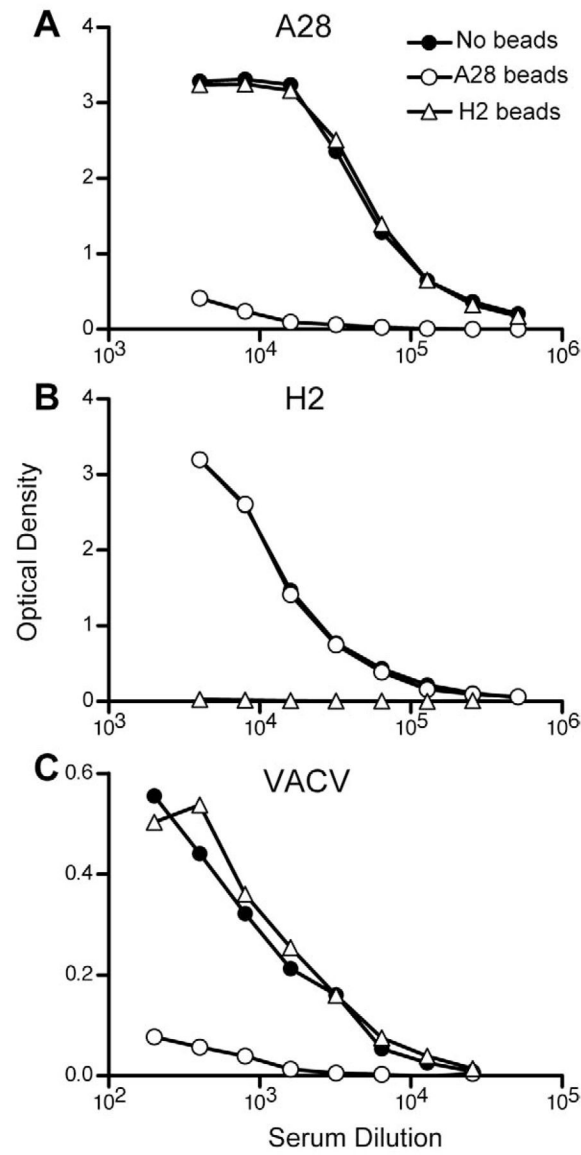 A
A28
4
3
2
1
0
No beads
A28 beads
H2 beads
10³
10⁴
10⁵
10⁶
B
H2
4
3
2
1
0
Optical Density
10³
10⁴
10⁵
10⁶
C
VACV
0.6
0.4
0.2
0.0
10²
10³
10⁴
10⁵
Serum Dilution